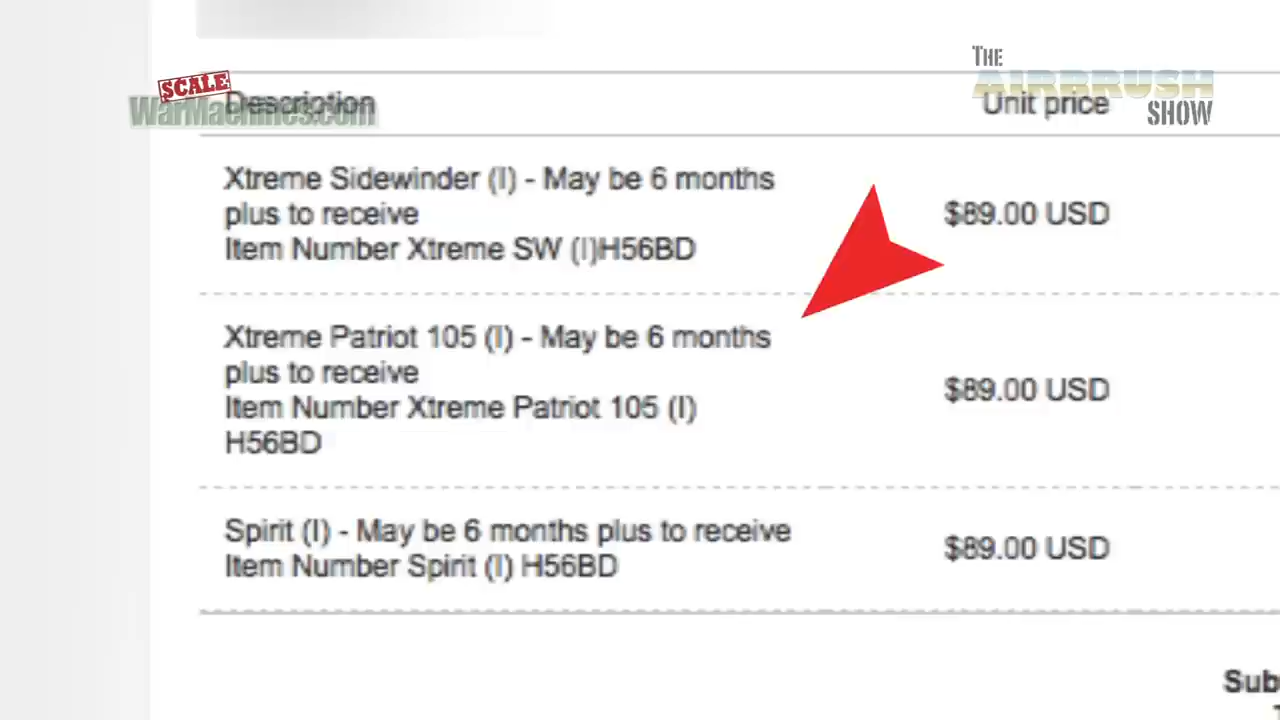 SCALE
WarMachines.com
THE
AIRBRUSH
SHOW
Description
Unit price
Xtreme Sidewinder (I) - May be 6 months
plus to receive
Item Number Xtreme SW (I)H56BD
$89.00 USD
Xtreme Patriot 105 (I) - May be 6 months
plus to receive
Item Number Xtreme Patriot 105 (I)
H56BD
$89.00 USD
Spirit (I) - May be 6 months plus to receive
Item Number Spirit (I) H56BD
$89.00 USD